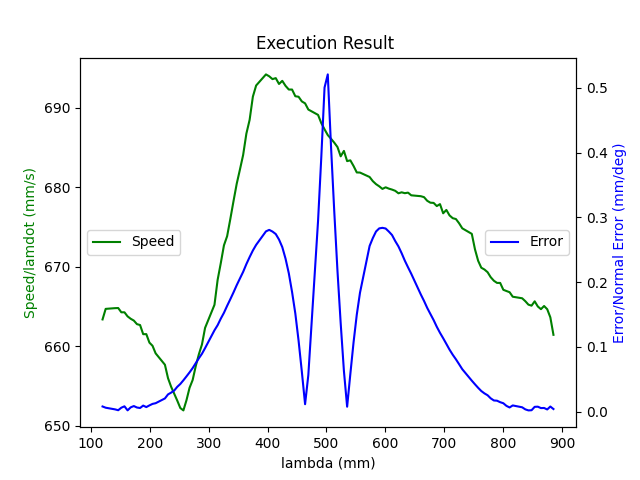 Execution Result
Speed/lamdot (mm/s)
690
680
670
660
650
Speed
Error
0.5
0.4
0.3
0.2
0.1
0.0
Error/Normal Error (mm/deg)
100 200 300 400 500 600 700 800 900
lambda (mm)